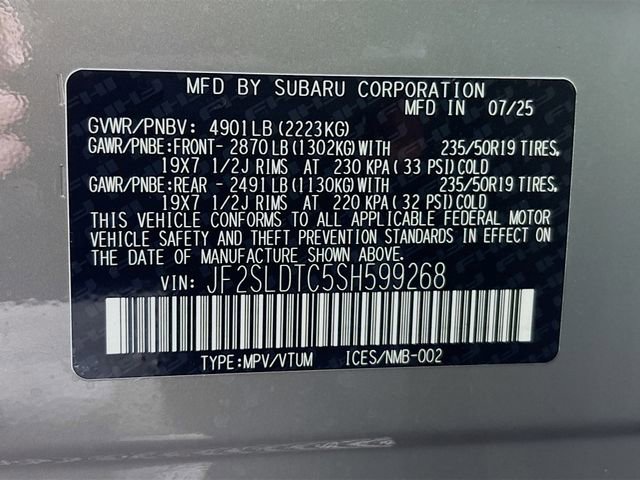 MFD BY SUBARU CORPORATION
MFD IN 07/25
GVWR/PNBV: 4901LB (2223KG)
GAWR/PNBE:FRONT- 2870 LB (1302KG) WITH 235/50R19 TIRES,
19X7 1/2J RIMS AT 230 KPA (33 PSI) COLD
GAWR/PNBE:REAR - 2491 LB (1130KG) WITH 235/50R19 TIRES,
19X7 1/2J RIMS AT 220 KPA (32 PSI) COLD
THIS VEHICLE CONFORMS TO ALL APPLICABLE FEDERAL MOTOR
VEHICLE SAFETY AND THEFT PREVENTION STANDARDS IN EFFECT ON
THE DATE OF MANUFACTURE SHOWN ABOVE.
VIN: JF2SLDTC5SH599268
TYPE:MPV/VTUM ICES/NMB-002